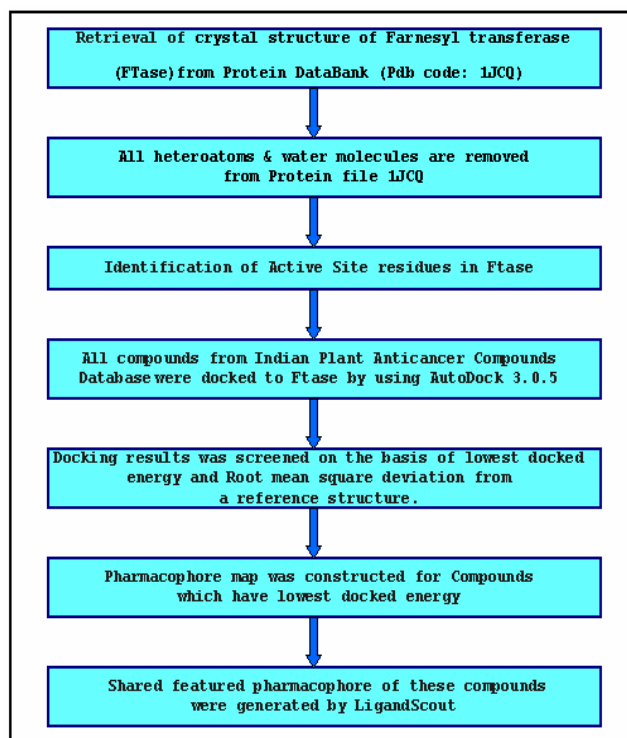 Retrieval of crystal structure of Farnesyl transferase
(FTase)from Protein DataBank (Pdb code: 1JCQ)
All heteroatoms & water molecules are removed
from Protein file 1JCQ
Identification of Active Site residues in Ftase
All compounds from Indian Plant Anticancer Compounds
Database were docked to Ftase by using AutoDock 3.0.5
Docking results was screened on the basis of lowest docked
energy and Root mean square deviation from
a reference structure.
Pharmacophore map was constructed for Compounds
which have lowest docked energy
Shared featured pharmacophore of these compounds
were generated by LigandScout